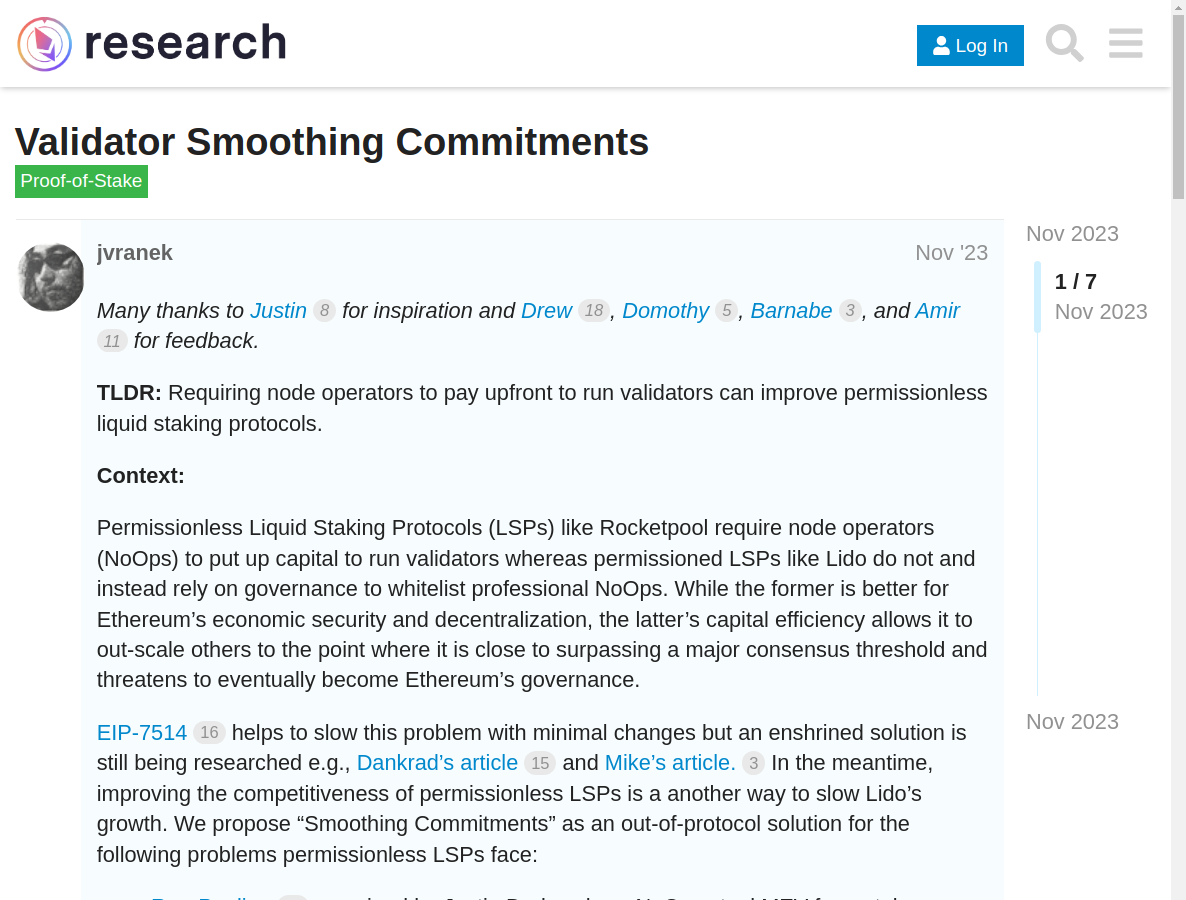 research
Log In
Validator Smoothing Commitments
Proof-of-Stake
jvranek
Nov '23
Many thanks to Justin 8 for inspiration and Drew 18, Domothy 5, Barnabe 3, and Amir
11 for feedback.
TLDR: Requiring node operators to pay upfront to run validators can improve permissionless
liquid staking protocols.
Context:
Permissionless Liquid Staking Protocols (LSPs) like Rocketpool require node operators
(NoOps) to put up capital to run validators whereas permissioned LSPs like Lido do not and
instead rely on governance to whitelist professional NoOps. While the former is better for
Ethereum’s economic security and decentralization, the latter’s capital efficiency allows it to
out-scale others to the point where it is close to surpassing a major consensus threshold and
threatens to eventually become Ethereum’s governance.
EIP-7514 16 helps to slow this problem with minimal changes but an enshrined solution is
still being researched e.g., Dankrad’s article 15 and Mike’s article. 3 In the meantime,
improving the competitiveness of permissionless LSPs is a another way to slow Lido’s
growth. We propose “Smoothing Commitments” as an out-of-protocol solution for the
following problems permissionless LSPs face:
Nov 2023
1 / 7
Nov 2023
Nov 2023